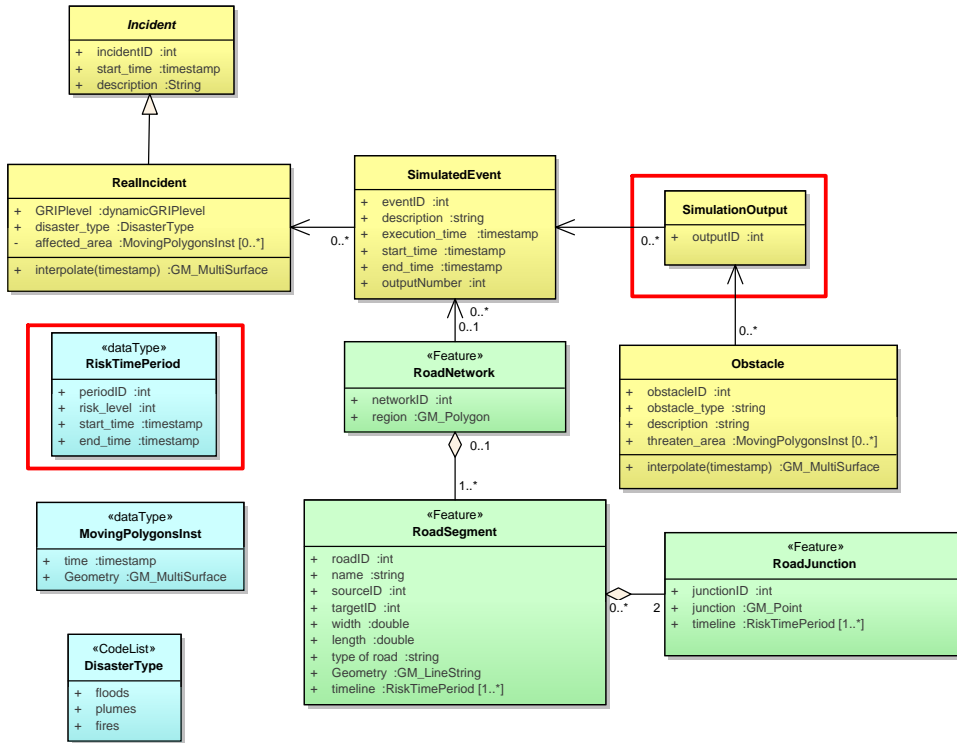 Incident
+ incidentID :int
+ start_time :timestamp
+ description :String
RealIncident
+ GRIPlevel :dynamicGRIPlevel
+ disaster_type :DisasterType
- affected_area :MovingPolygonsInst [0..*]
+ interpolate(timestamp) :GM_MultiSurface
0..*
SimulatedEvent
+ eventID :int
+ description :string
+ execution_time :timestamp
+ start_time :timestamp
+ end_time :timestamp
+ outputNumber :int
0..*
SimulationOutput
+ outputID :int
0..*
0..1
0..*
«dataType»
RiskTimePeriod
+ periodID :int
+ risk_level :int
+ start_time :timestamp
+ end_time :timestamp
«Feature»
RoadNetwork
+ networkID :int
+ region :GM_Polygon
0..1
1..*
Obstacle
+ obstacleID :int
+ obstacle_type :string
+ description :string
+ threaten_area :MovingPolygonsInst [0..*]
+ interpolate(timestamp) :GM_MultiSurface
«dataType»
MovingPolygonsInst
+ time :timestamp
+ Geometry :GM_MultiSurface
«Feature»
RoadSegment
+ roadID :int
+ name :string
+ sourceID :int
+ targetID :int
+ width :double
+ length :double
+ type of road :string
+ Geometry :GM_LineString
+ timeline :RiskTimePeriod [1..*]
0..*
2
«Feature»
RoadJunction
+ junctionID :int
+ junction :GM_Point
+ timeline :RiskTimePeriod [1..*]
«CodeList»
DisasterType
+ floods
+ plumes
+ fires